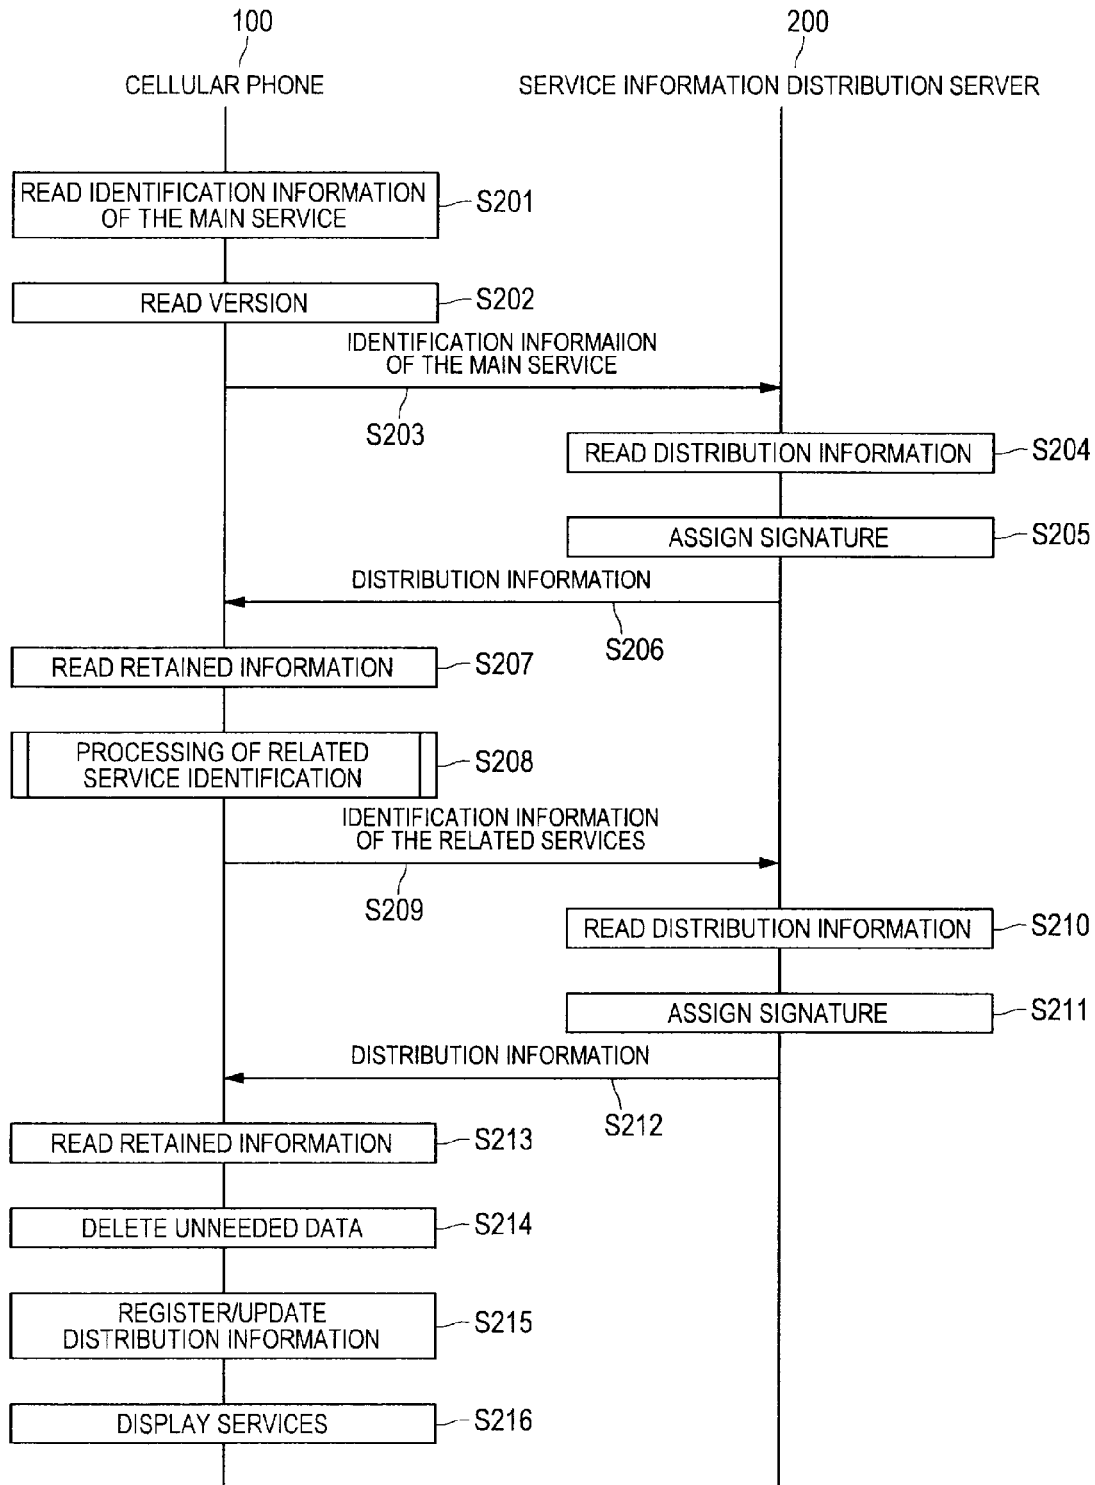 100
200
CELLULAR PHONE
SERVICE INFORMATION DISTRIBUTION SERVER
READ IDENTIFICATION INFORMATION
OF THE MAIN SERVICE
S201
READ VERSION
S202
IDENTIFICATION INFORMAIION
OF THE MAIN SERVICE
S203
READ DISTRIBUTION INFORMATION
S204
ASSIGN SIGNATURE
S205
DISTRIBUTION INFORMATION
S206
READ RETAINED INFORMATION
S207
PROCESSING OF RELATED
SERVICE IDENTIFICATION
S208
IDENTIFICATION INFORMATION
OF THE RELATED SERVICES
S209
READ DISTRIBUTION INFORMATION
S210
ASSIGN SIGNATURE
S211
DISTRIBUTION INFORMATION
S212
READ RETAINED INFORMATION
S213
DELETE UNNEEDED DATA
S214
REGISTER/UPDATE
DISTRIBUTION INFORMATION
S215
DISPLAY SERVICES
S216